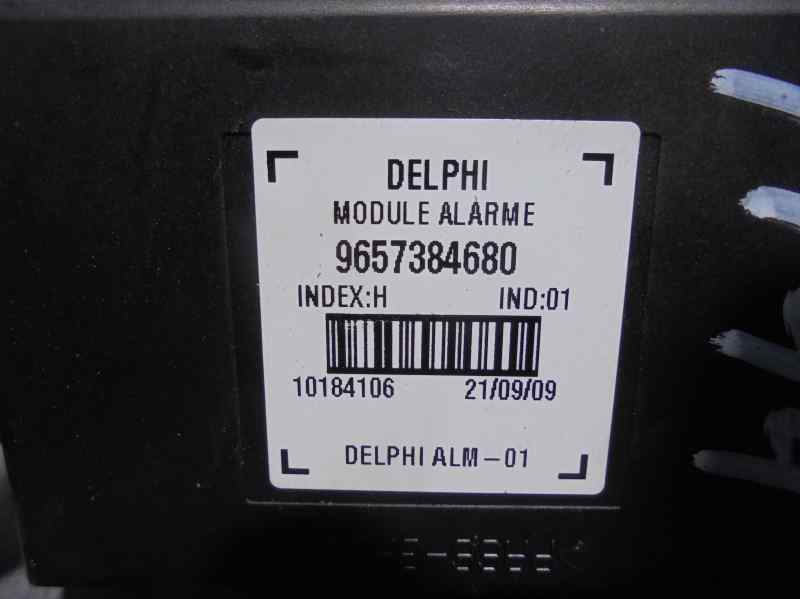 DELPHI
MODULE ALARME
9657384680
INDEX:H IND:01
10184106 21/09/09
DELPHI ALM-01